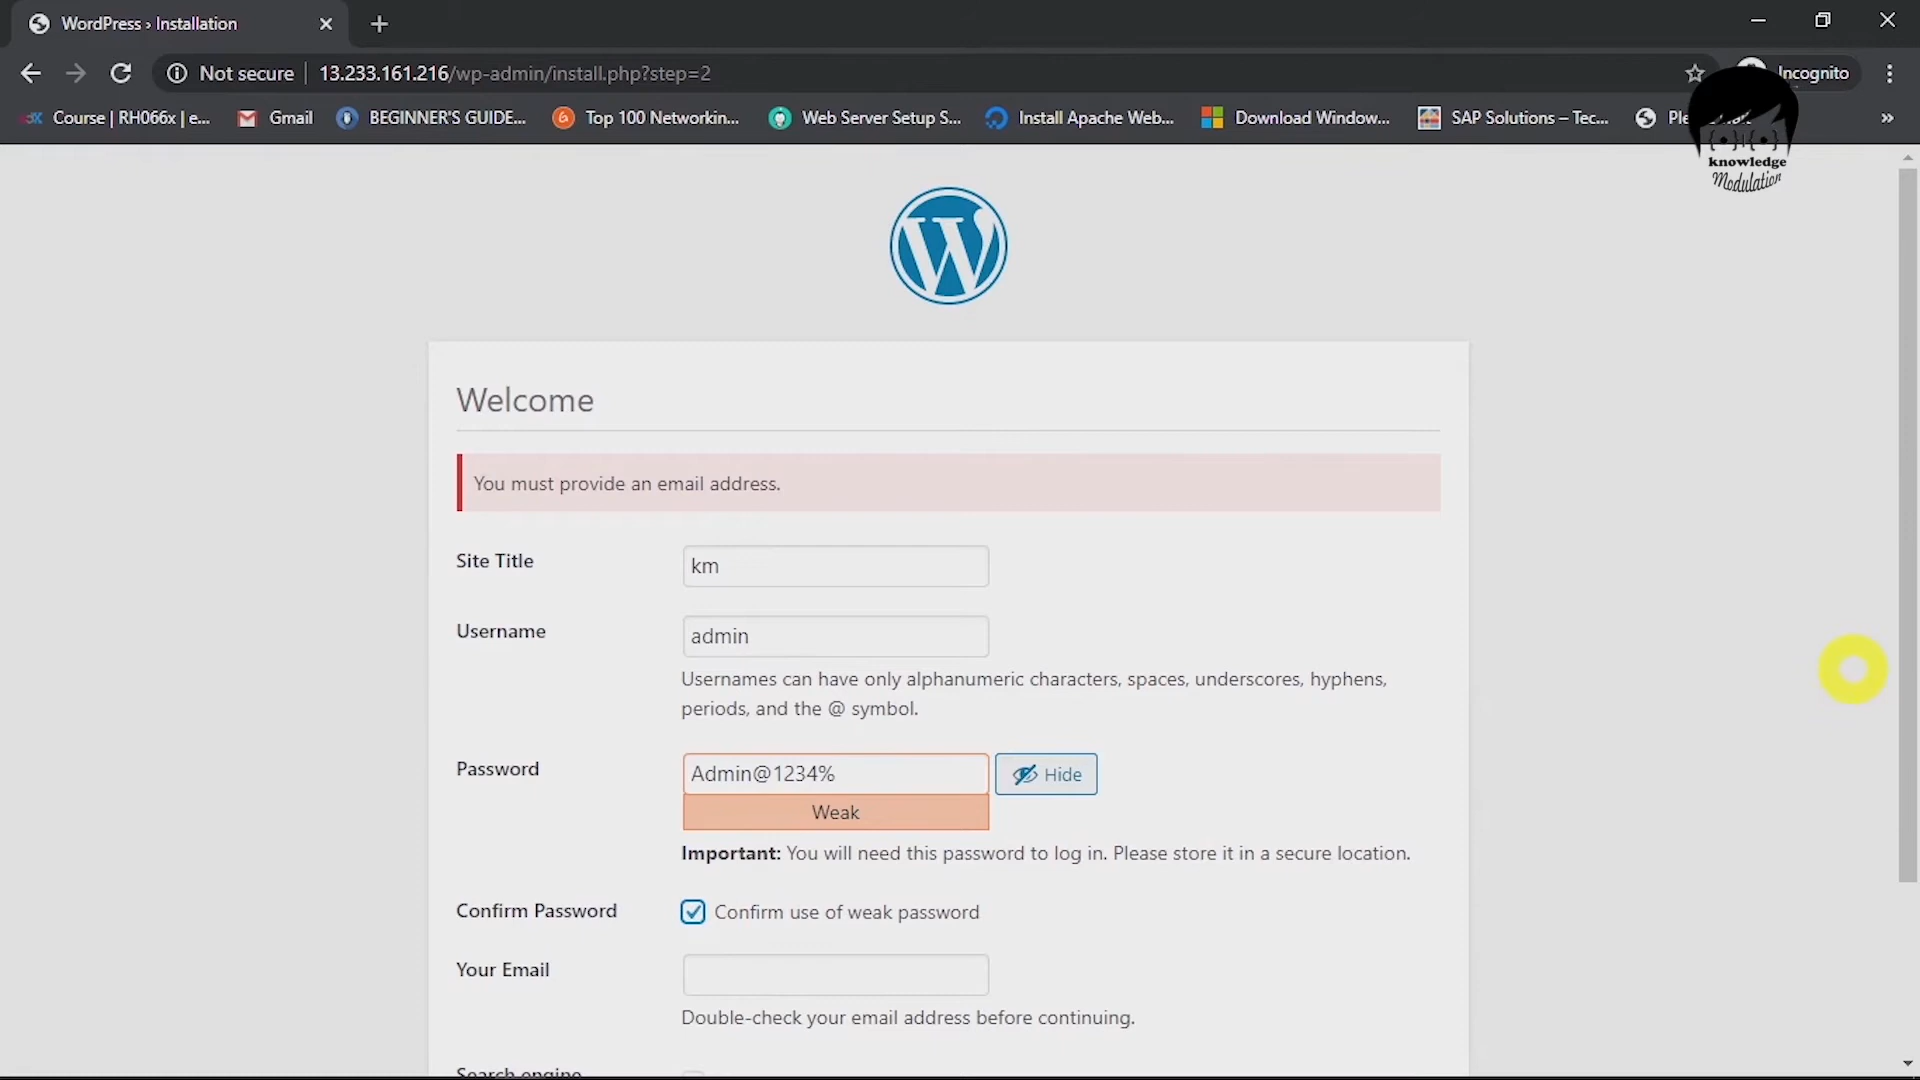 WordPress › Installation
Not secure
13.233.161.216/wp-admin/install.php?step=2
Incognito
Course | RH066x | e...
Gmail
BEGINNER'S GUIDE...
Top 100 Networkin...
Web Server Setup S...
Install Apache Web...
Download Window...
SAP Solutions – Tec...
»
knowledge
Modulation
Welcome
You must provide an email address.
Site Title
km
Username
admin
Usernames can have only alphanumeric characters, spaces, underscores, hyphens,
periods, and the @ symbol.
Password
Admin@1234%
Hide
Weak
Important: You will need this password to log in. Please store it in a secure location.
Confirm Password
Confirm use of weak password
Your Email
Double-check your email address before continuing.
Search engine